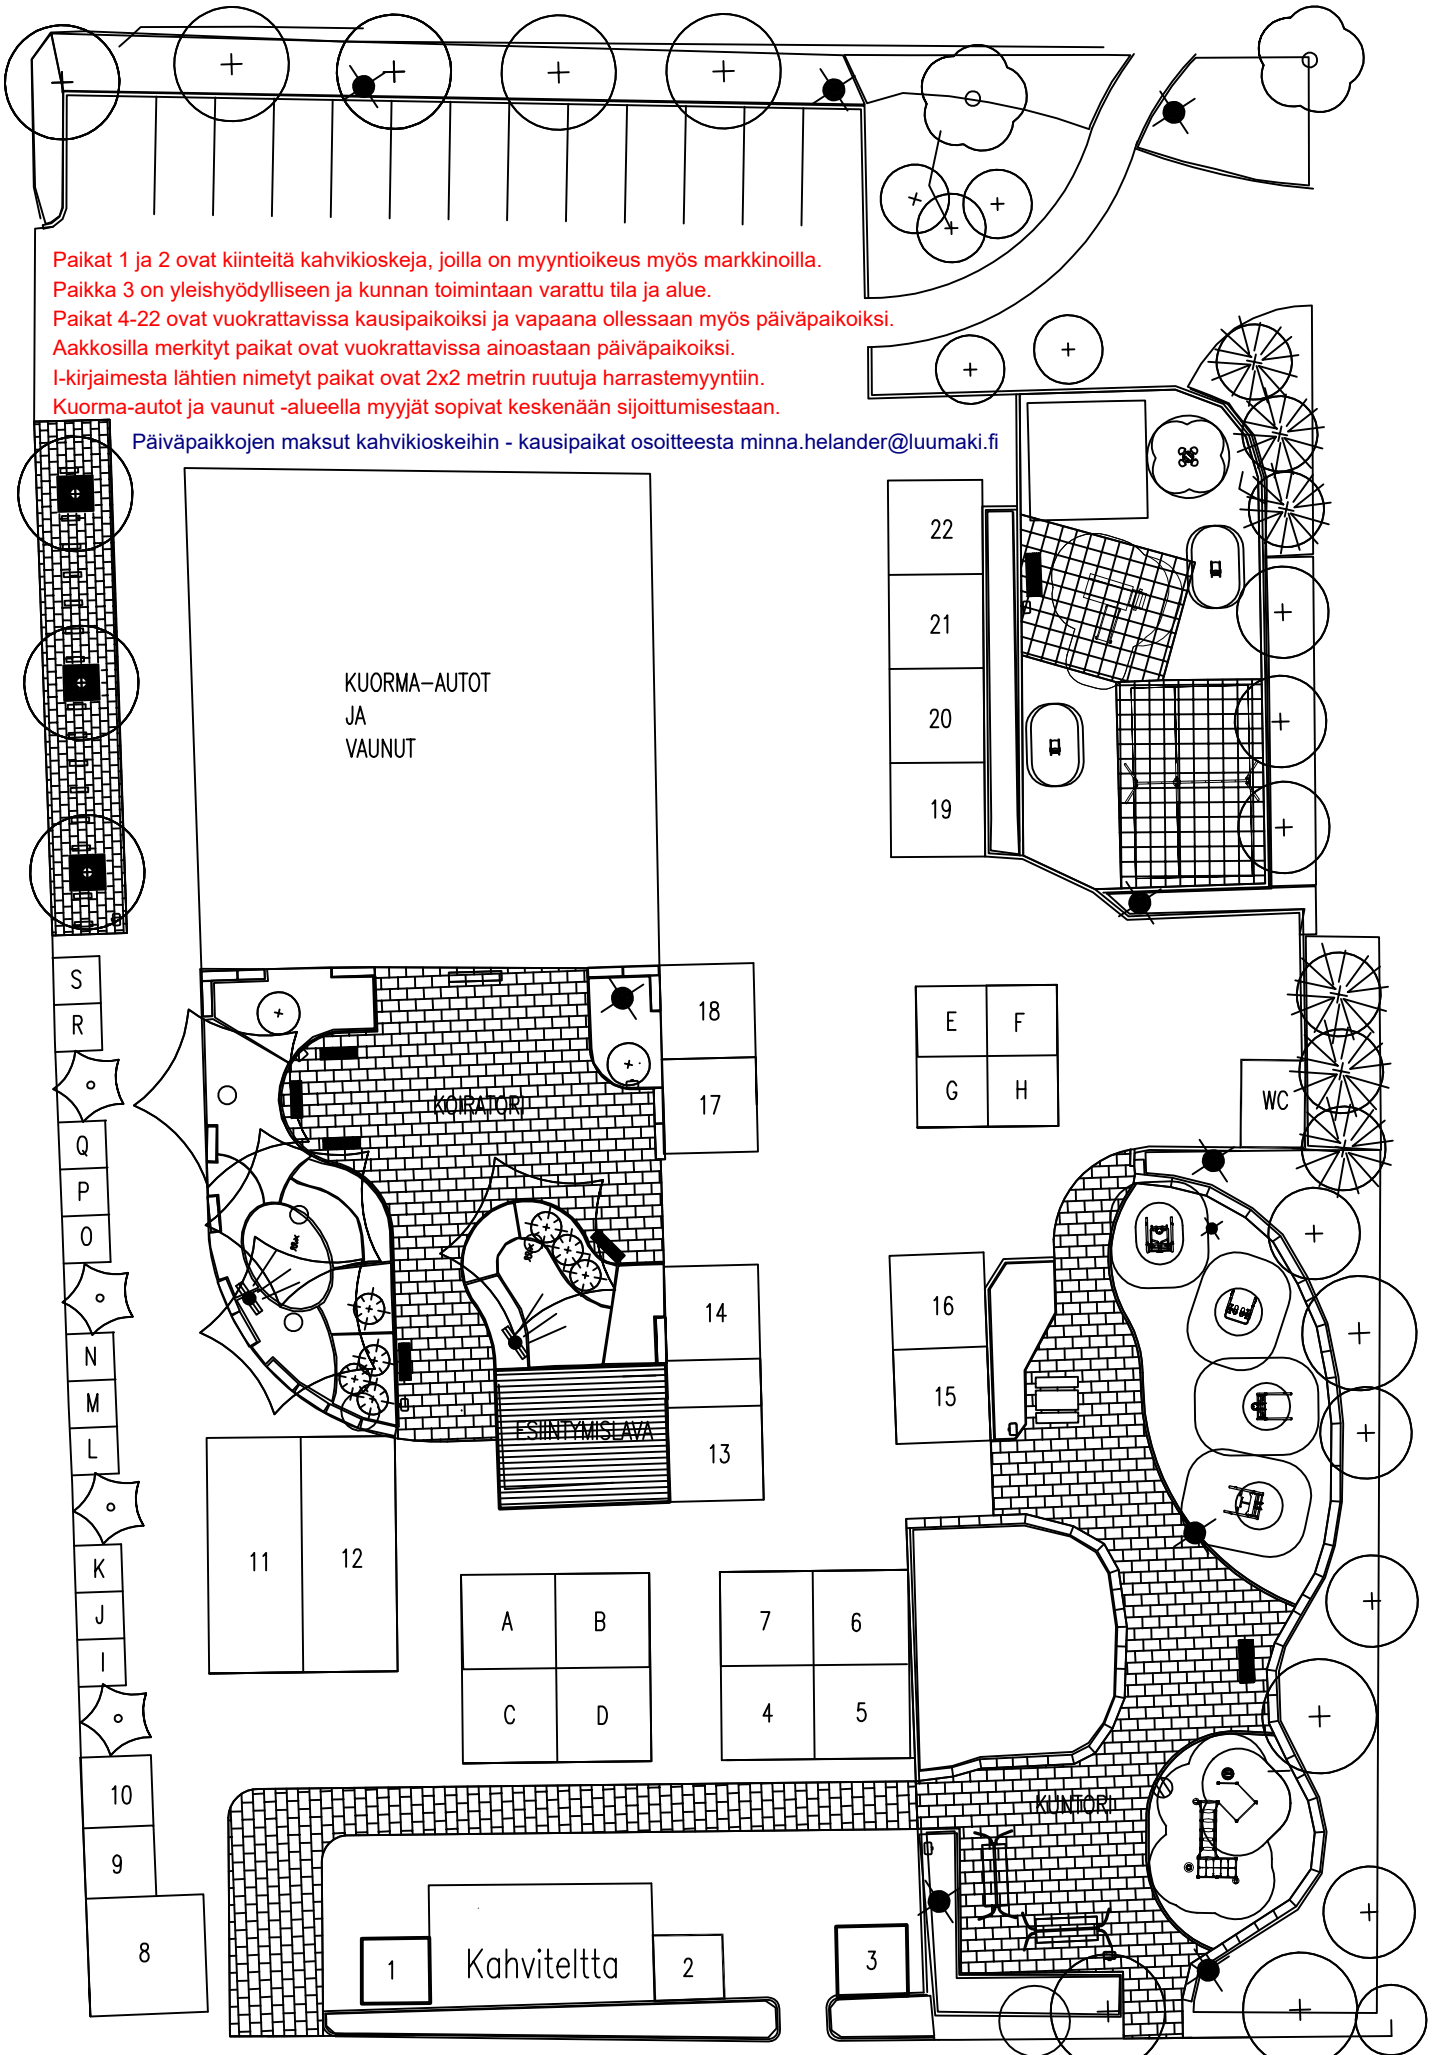 Paikat 1 ja 2 ovat kiinteitä kahvikioskeja, joilla on myyntioikeus myös markkinoilla.
Paikka 3 on yleishyödylliseen ja kunnan toimintaan varattu tila ja alue.
Paikat 4-22 ovat vuokrattavissa kausipaikoiksi ja vapaana ollessaan myös päiväpaikoiksi.
Aakkosilla merkityt paikat ovat vuokrattavissa ainoastaan päiväpaikoiksi.
I-kirjaimesta lähtien nimetyt paikat ovat 2x2 metrin ruutuja harrastemyyntiin.
Kuorma-autot ja vaunut -alueella myyjät sopivat keskenään sijoittumisestaan.
Päiväpaikkojen maksut kahvikioskeihin - kausipaikat osoitteesta minna.helander@luumaki.fi
22
21
20
19
KUORMA-AUTOT
JA
VAUNUT
S
R
18
17
E F
G H
WC
KOIRATORI
Q
P
O
14
13
16
15
ESIINTYMISLAVA
N
M
L
11 12
K
J
I
A B
C D
7 6
4 5
10
9
8
KUNTORI
1
Kahviteltta
2
3